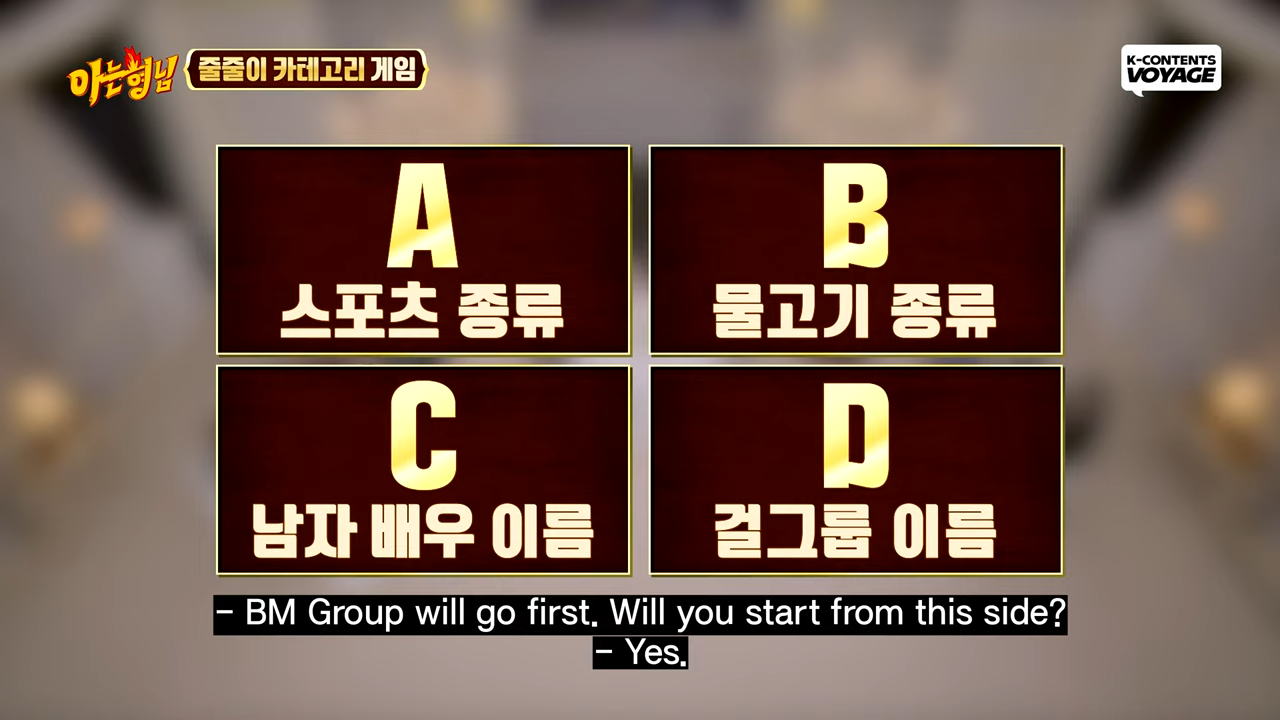 아는형님
줄줄이 카테고리 게임
K-CONTENTS
VOYAGE
A
스포츠 종류
B
물고기 종류
C
남자 배우 이름
D
걸그룹 이름
- BM Group will go first. Will you start from this side?
- Yes.